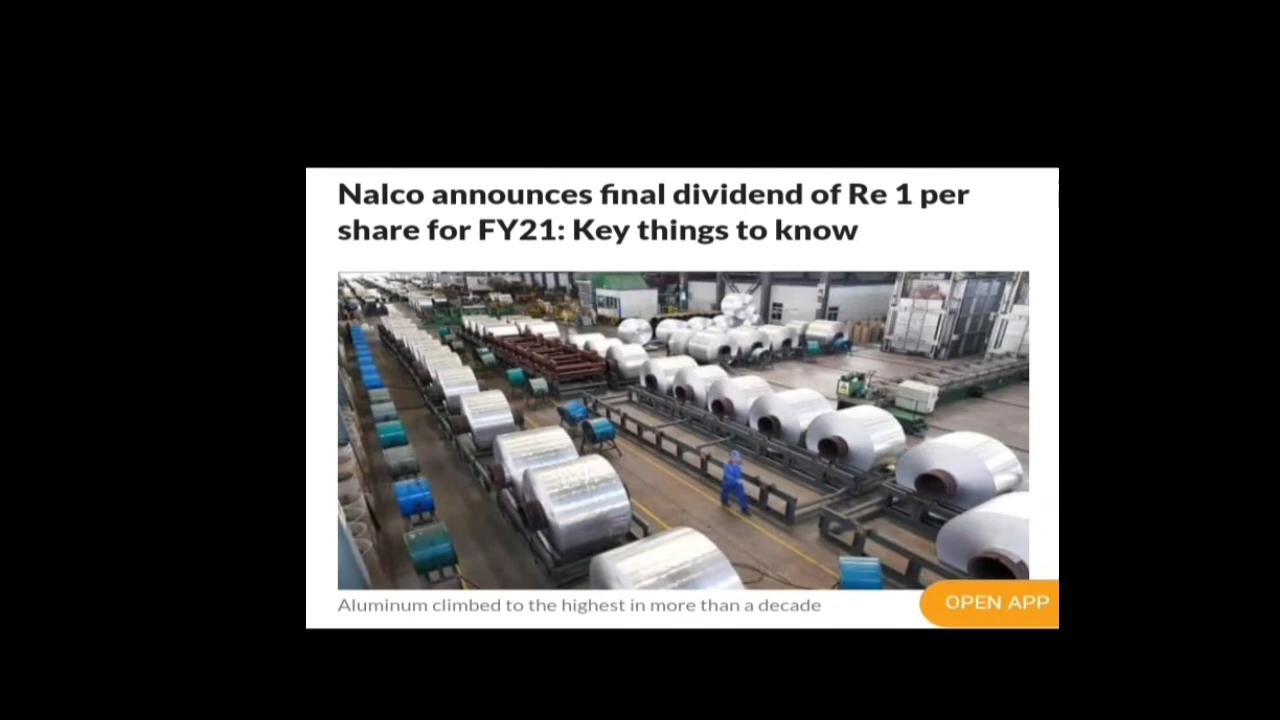 Nalco announces final dividend of Re 1 per
share for FY21: Key things to know
Aluminum climbed to the highest in more than a decade
OPEN APP